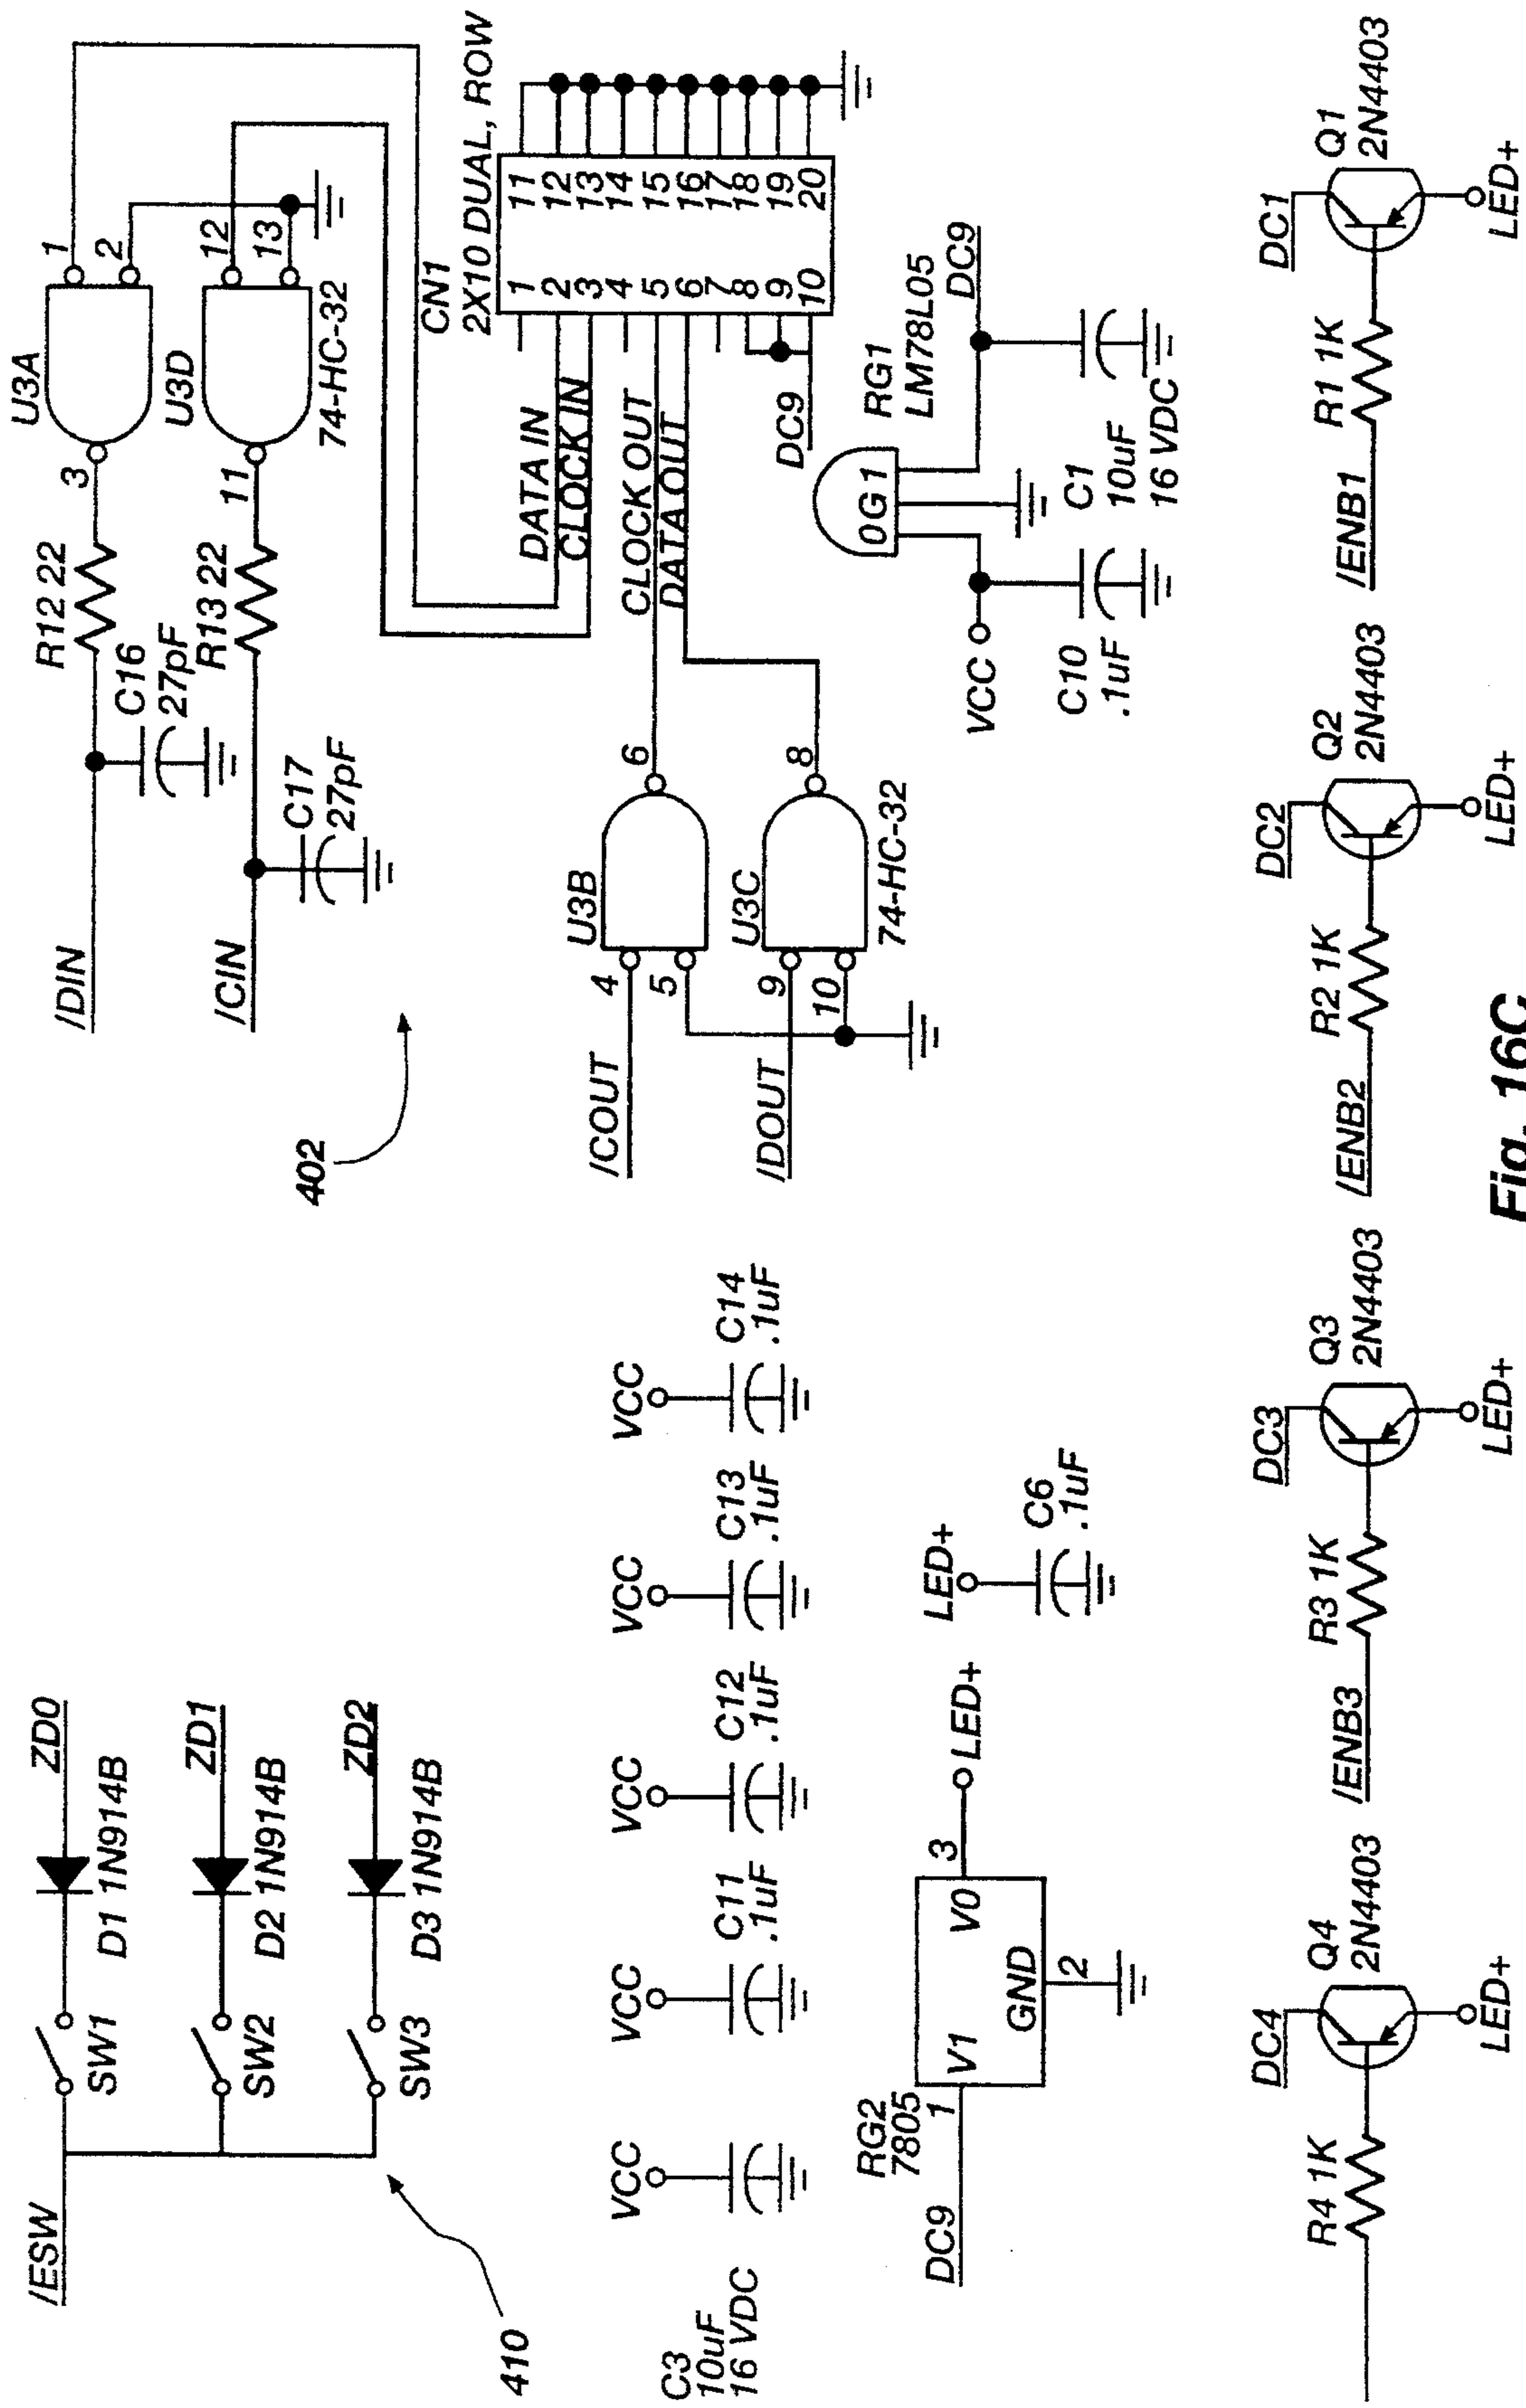 /ESW
SW1
D1 1N914B
ZD0
SW2
D2 1N914B
ZD1
SW3
D3 1N914B
ZD2
410
/DIN
C16
27pF
R12 22
3
U3A
1
2
/CIN
C17
27pF
R13 22
11
U3D
12
13
74-HC-32
402
CN1
2X10 DUAL, ROW
1
2
3
4
5
6
7
8
9
10
11
12
13
14
15
16
17
18
19
20
DATA IN
CLOCK IN
CLOCK OUT
DATA OUT
DC9
/COUT
4
5
U3B
6
/DOUT
9
10
U3C
8
74-HC-32
C3
10uF
16 VDC
VCC
VCC
C11
.1uF
VCC
C12
.1uF
VCC
C13
.1uF
VCC
C14
.1uF
RG1
LM78L05
0 G 1
DC9
VCC
C10
.1uF
C1
10uF
16 VDC
DC9
RG2
7805
1
V1
V0
GND
2
3
LED+
LED+
C6
.1uF
R4 1K
DC4
Q4
2N4403
LED+
/ENB3
R3 1K
DC3
Q3
2N4403
LED+
/ENB2
R2 1K
DC2
Q2
2N4403
LED+
/ENB1
R1 1K
DC1
Q1
2N4403
LED+
Fig. 16C